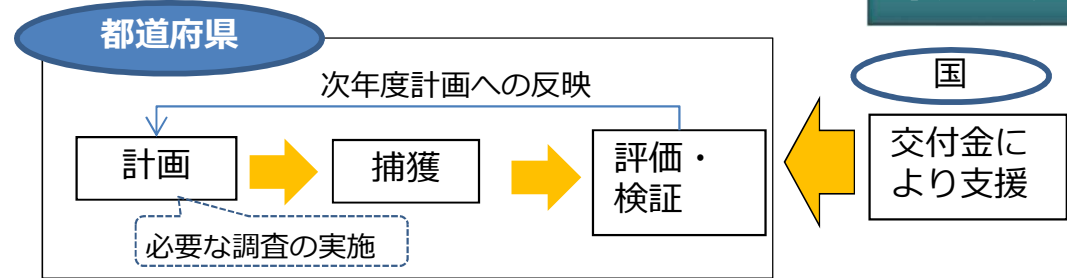 都道府県
国
次年度計画への反映
計画
捕獲
評価・
検証
交付金に
より支援
必要な調査の実施